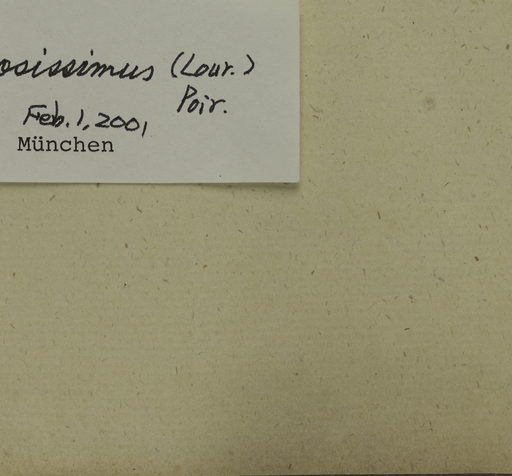 osissimus (Lour.)
Poir.
Feb. 1, 2001
München